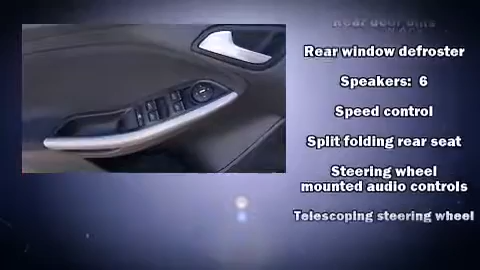 Rear window defroster
Speakers: 6
Speed control
Split folding rear seat
Steering wheel
mounted audio controls
Telescoping steering wheel